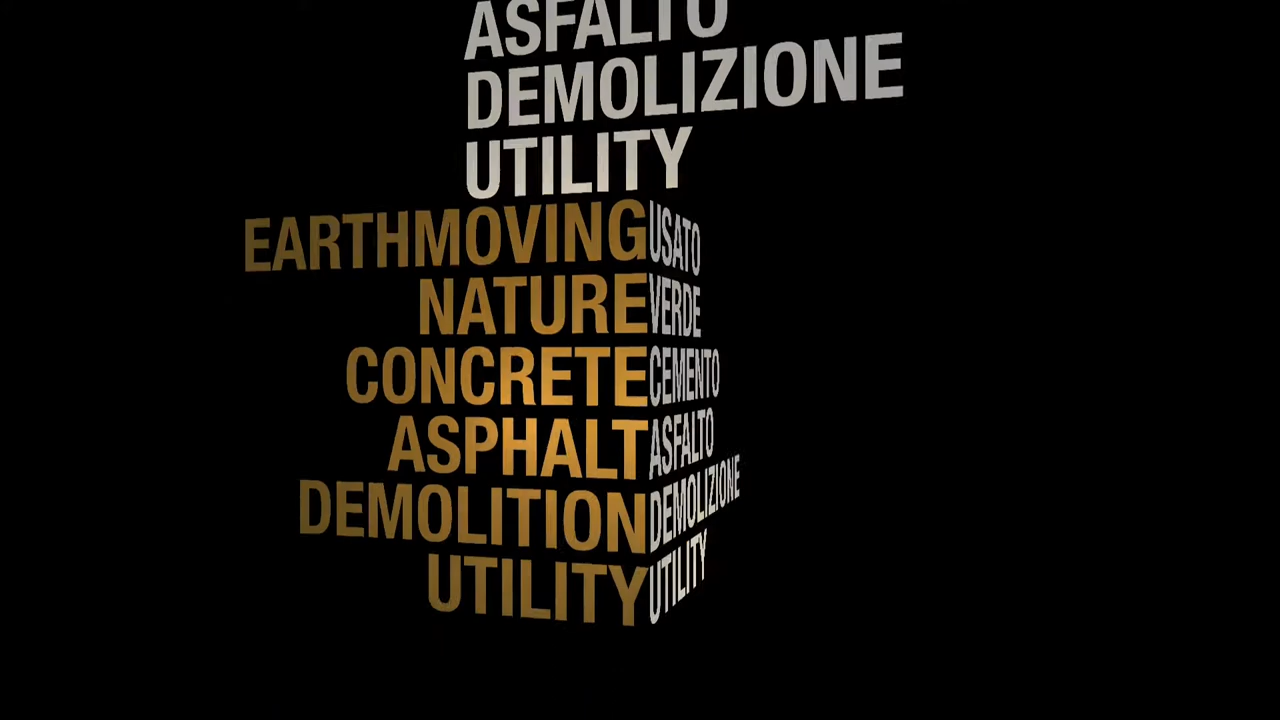 ASFALTO
DEMOLIZIONE
UTILITY
EARTHMOVING
NATURE
CONCRETE
ASPHALT
DEMOLITION
UTILITY
USATO
VERDE
CEMENTO
ASFALTO
DEMOLIZIONE
UTILITY